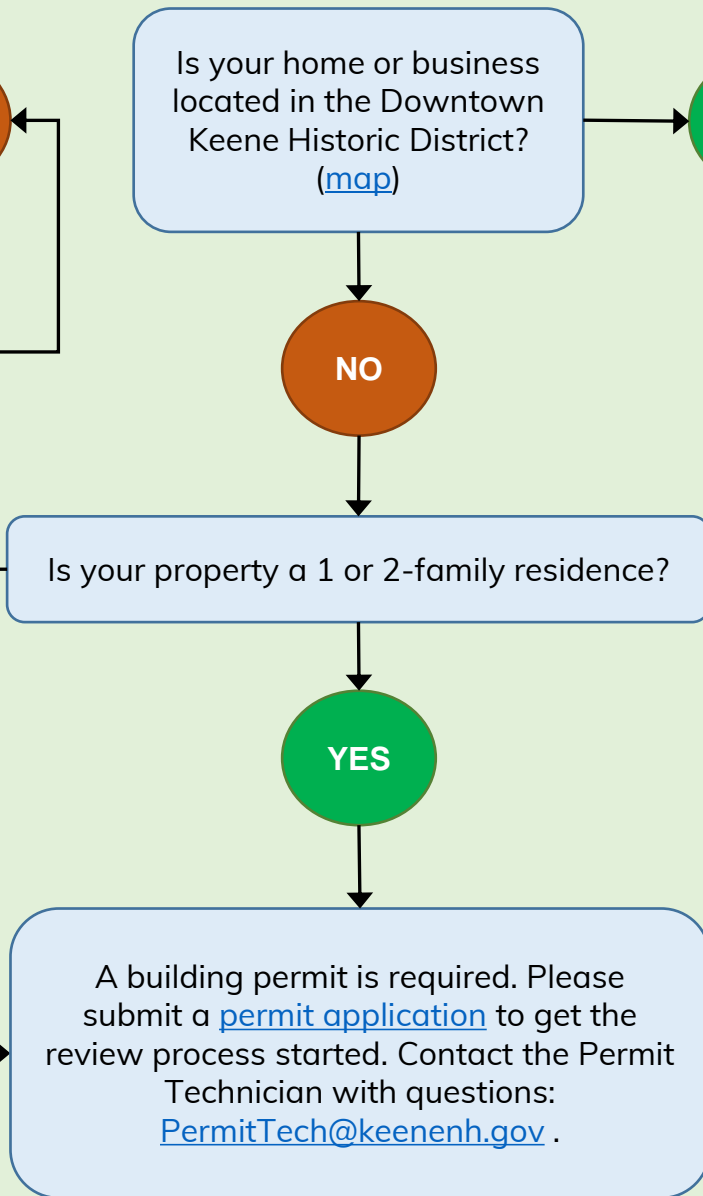 Is your home or business
located in the Downtown
Keene Historic District?
(map)
NO
Is your property a 1 or 2-family residence?
YES
A building permit is required. Please
submit a permit application to get the
review process started. Contact the Permit
Technician with questions:
PermitTech@keenenh.gov .